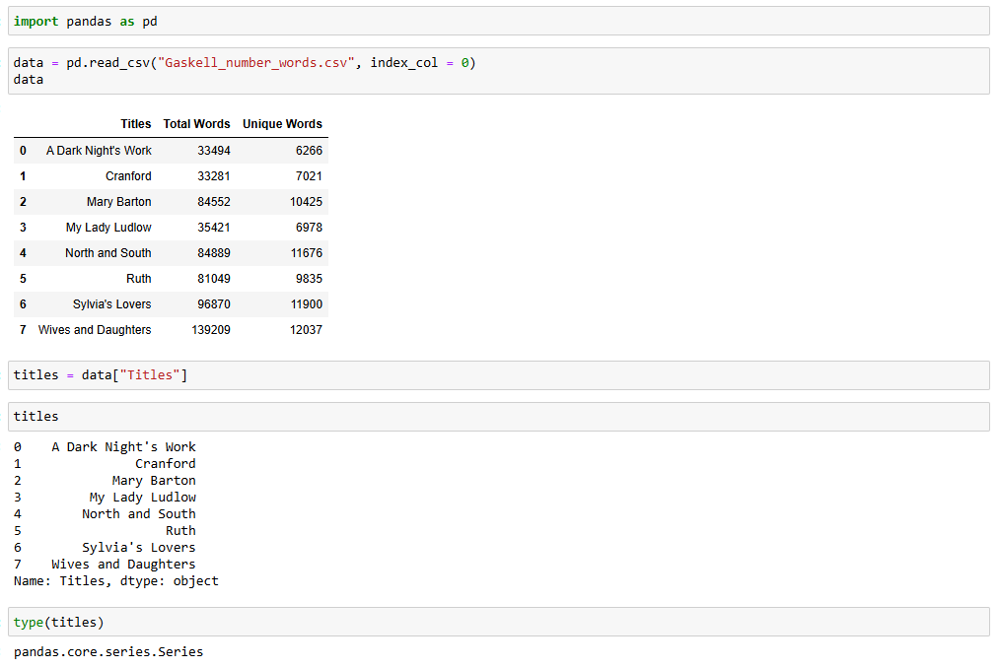 import pandas as pd
data = pd.read_csv("Gaskell_number_words.csv", index_col = 0)
data
Titles Total Words Unique Words
0 A Dark Night's Work 33494 6266
1 Cranford 33281 7021
2 Mary Barton 84552 10425
3 My Lady Ludlow 35421 6978
4 North and South 84889 11676
5 Ruth 81049 9835
6 Sylvia's Lovers 96870 11900
7 Wives and Daughters 139209 12037
titles = data["Titles"]
titles
0 A Dark Night's Work
1 Cranford
2 Mary Barton
3 My Lady Ludlow
4 North and South
5 Ruth
6 Sylvia's Lovers
7 Wives and Daughters
Name: Titles, dtype: object
type(titles)
pandas.core.series.Series